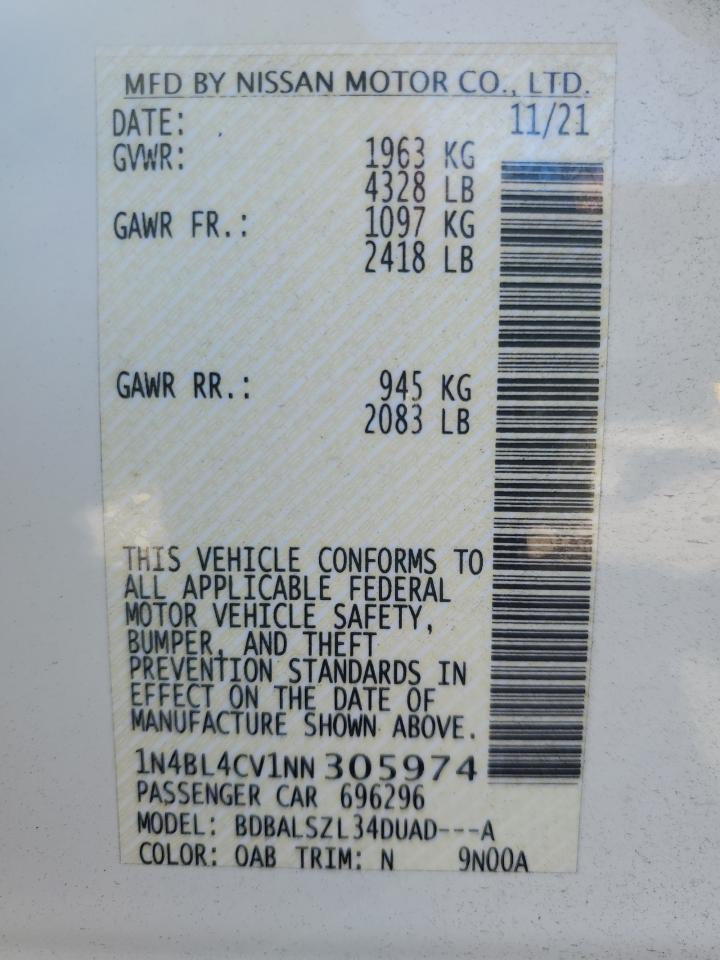 MFD BY NISSAN MOTOR CO., LTD.
DATE: 11/21
GVWR: 1963 KG
4328 LB
GAWR FR.: 1097 KG
2418 LB
GAWR RR.: 945 KG
2083 LB
THIS VEHICLE CONFORMS TO
ALL APPLICABLE FEDERAL
MOTOR VEHICLE SAFETY,
BUMPER, AND THEFT
PREVENTION STANDARDS IN
EFFECT ON THE DATE OF
MANUFACTURE SHOWN ABOVE.
1N4BL4CV1NN305974
PASSENGER CAR 696296
MODEL: BDBALSZL34DUAD---A
COLOR: QAB TRIM: N 9N00A